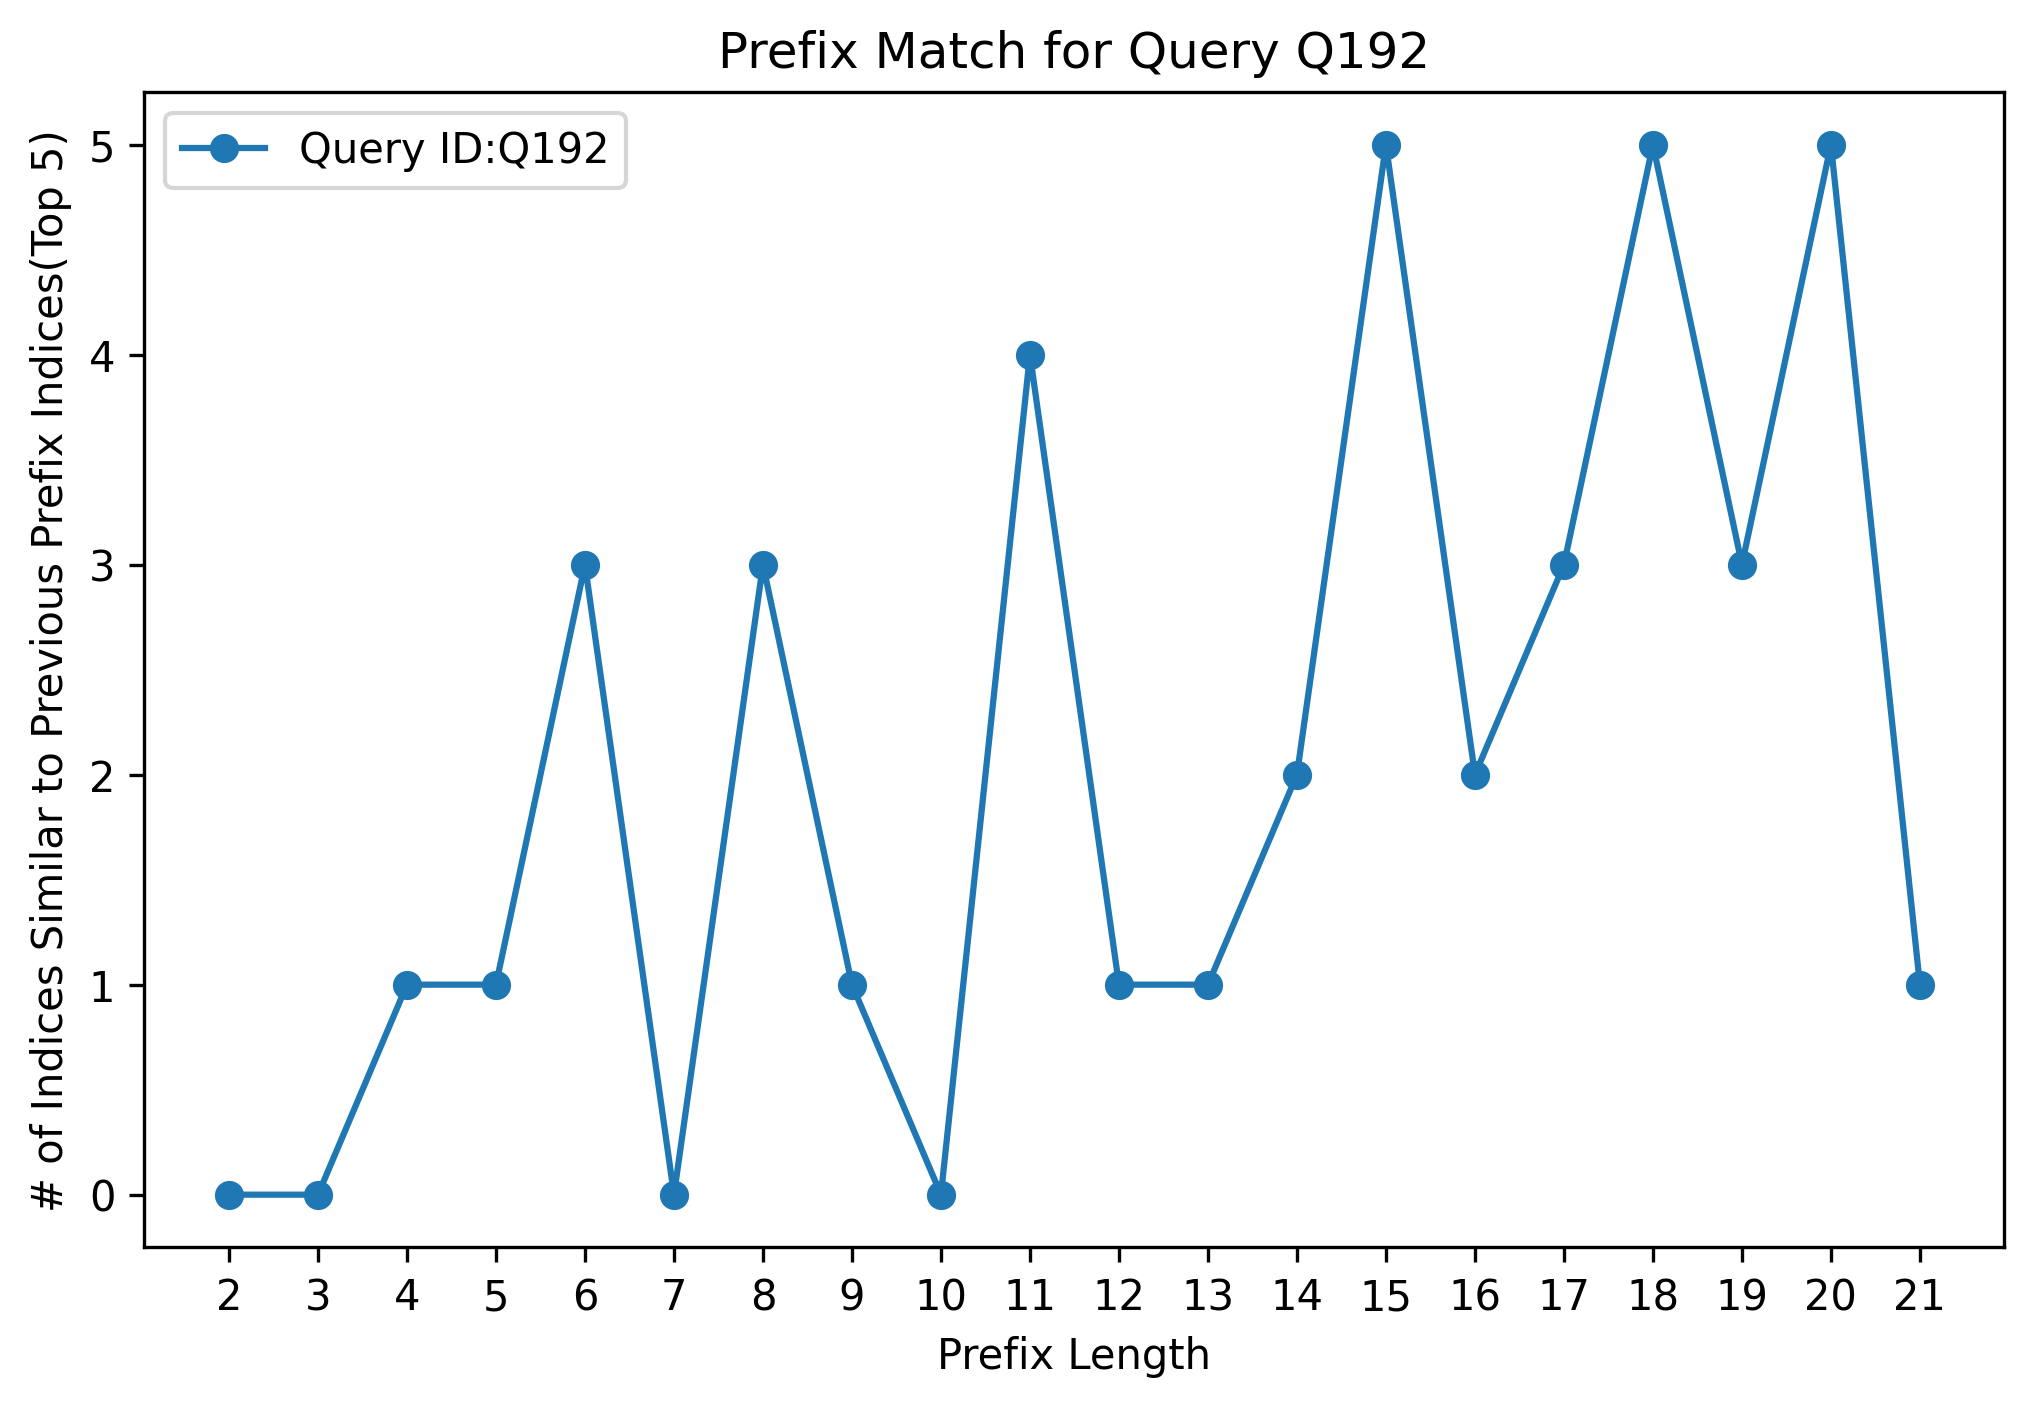 Prefix Match for Query Q192
Query ID:Q192
# of Indices Similar to Previous Prefix Indices(Top 5)
5
4
3
2
1
0
2 3 4 5 6 7 8 9 10 11 12 13 14 15 16 17 18 19 20 21
Prefix Length